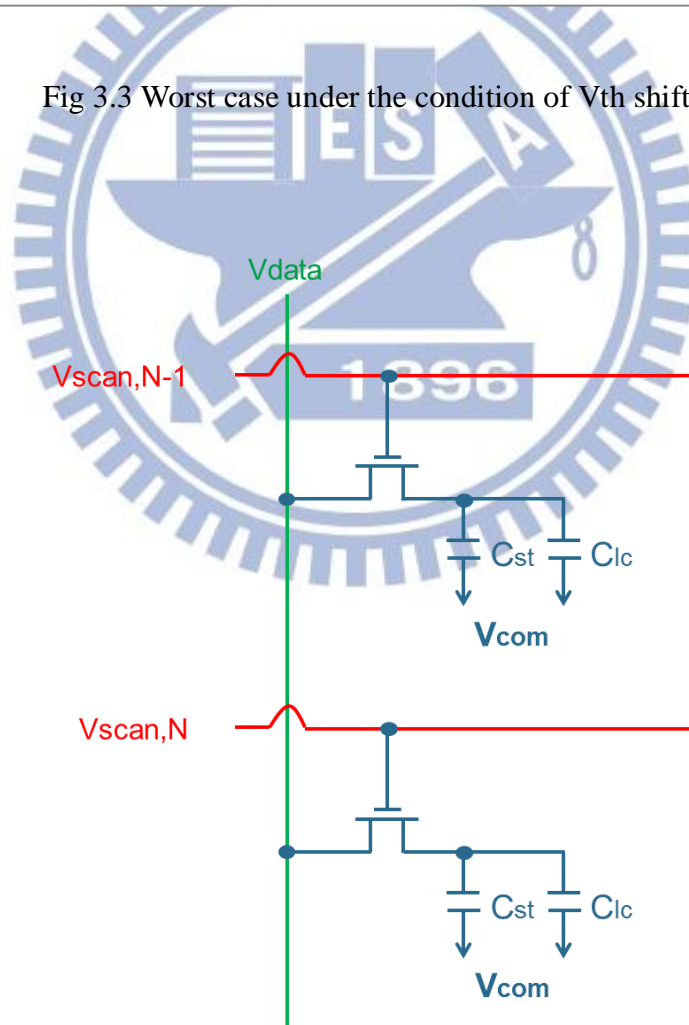 Fig 3.3 Worst case under the condition of Vth shift
E S A
Vdata
Vscan,N-1
1896
Cst Clc
Vcom
Vscan,N
Cst Clc
Vcom